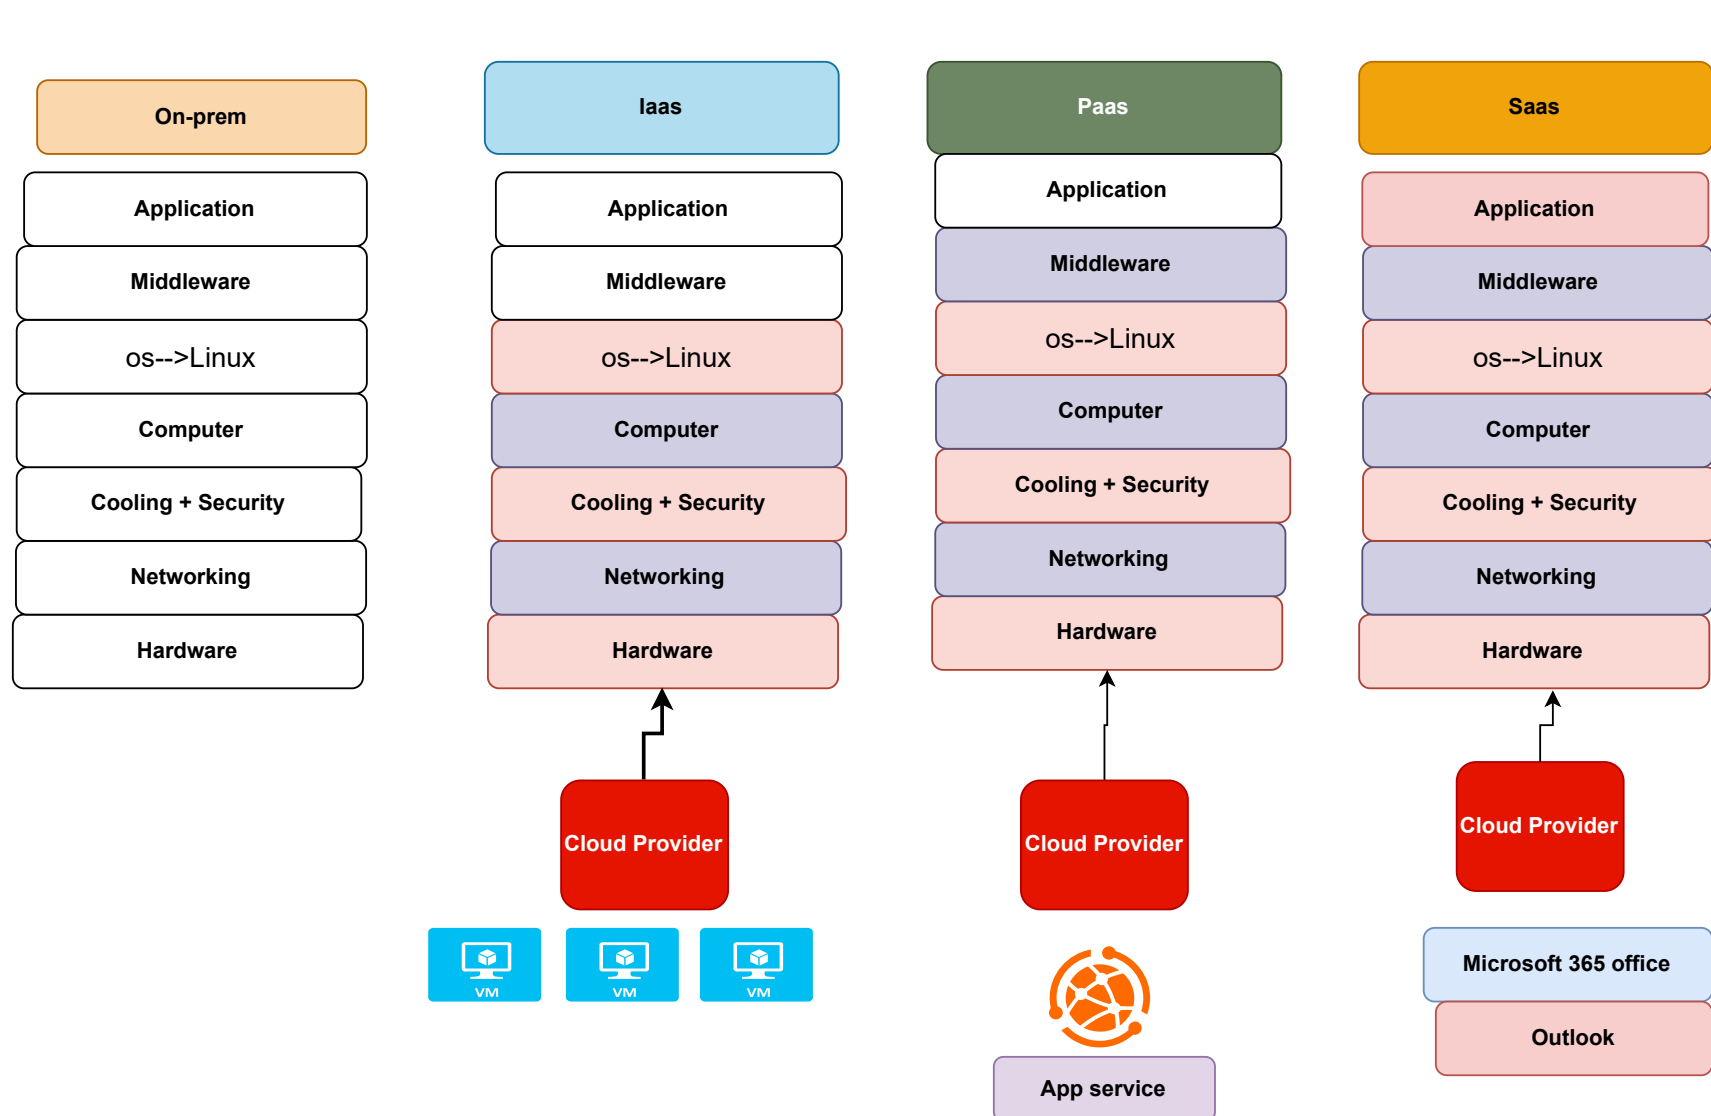 On-prem
Application
Middleware
os-->Linux
Computer
Cooling + Security
Networking
Hardware
Iaas
Application
Middleware
os-->Linux
Computer
Cooling + Security
Networking
Hardware
Cloud Provider
VM
VM
VM
Paas
Application
Middleware
os-->Linux
Computer
Cooling + Security
Networking
Hardware
Cloud Provider
App service
Saas
Application
Middleware
os-->Linux
Computer
Cooling + Security
Networking
Hardware
Cloud Provider
Microsoft 365 office
Outlook